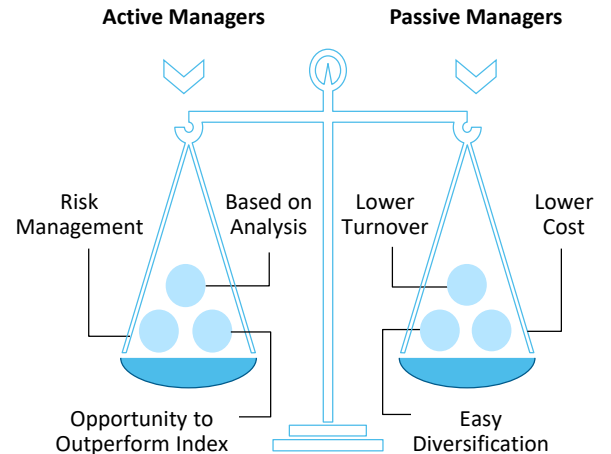 Active Managers
Passive Managers
Risk
Management
Based on
Analysis
Lower
Turnover
Lower
Cost
Opportunity to
Outperform Index
Easy
Diversification